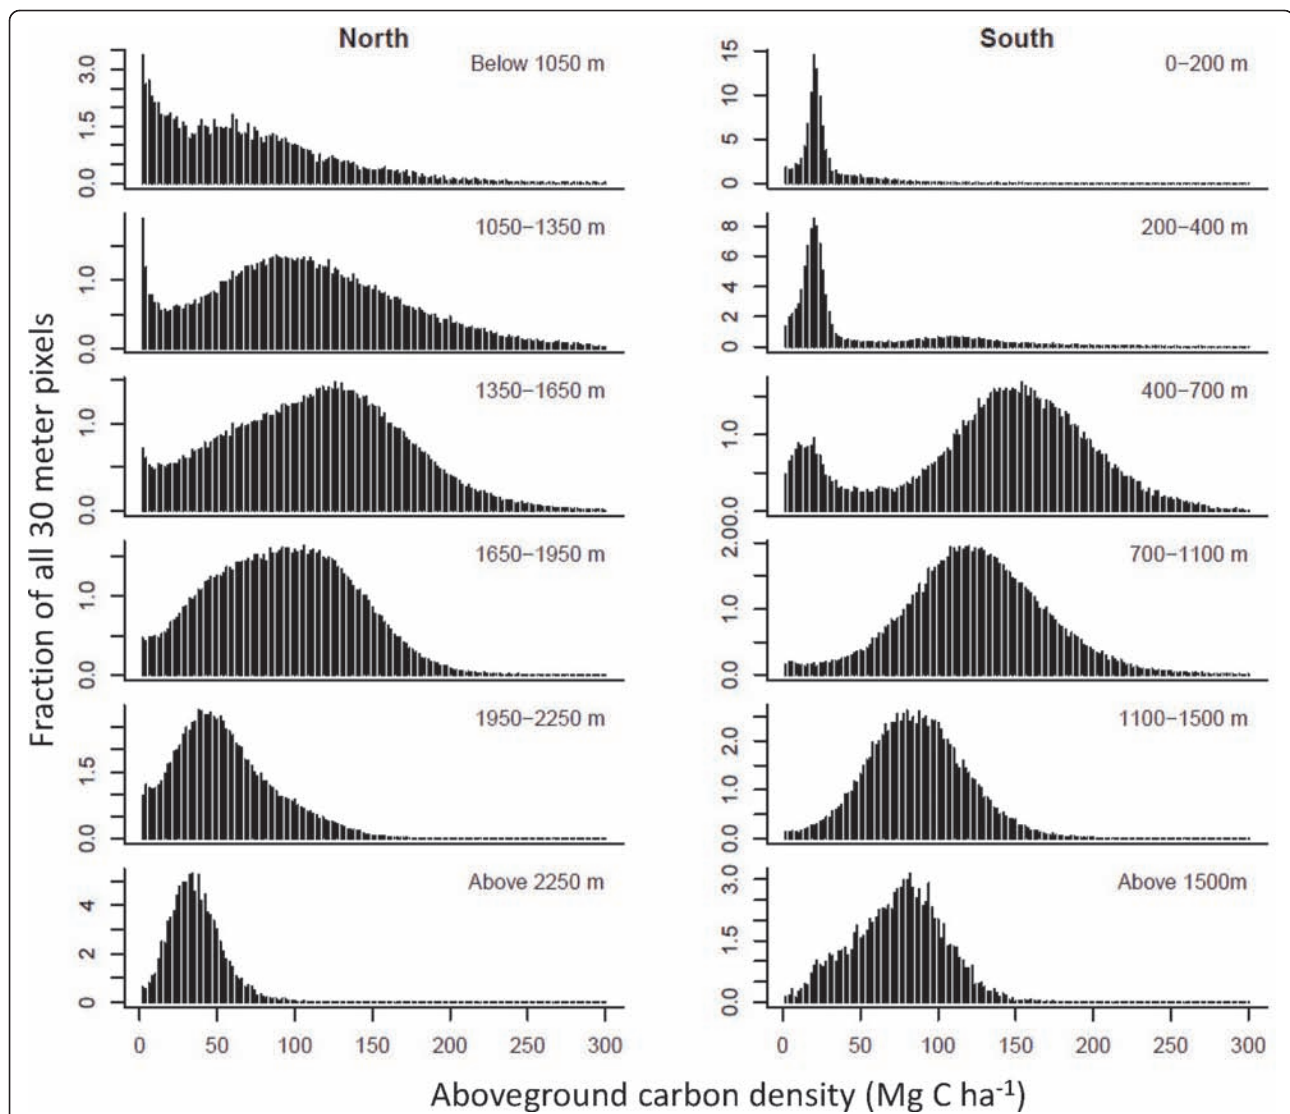 North
South
Below 1050 m
3.0
1.5
0.0
0−200 m
15
10
5
0
1050−1350 m
1.0
0.0
200−400 m
8
6
4
2
0
1350−1650 m
1.0
0.0
400−700 m
1.0
0.0
1650−1950 m
1.0
0.0
700−1100 m
2.0
1.0
0.0
1950−2250 m
1.5
0.0
1100−1500 m
2.0
1.0
0.0
Above 2250 m
4
2
0
Above 1500m
3.0
1.5
0.0
0 50 100 150 200 250 300
0 50 100 150 200 250 300
Fraction of all 30 meter pixels
Aboveground carbon density (Mg C ha⁻¹)